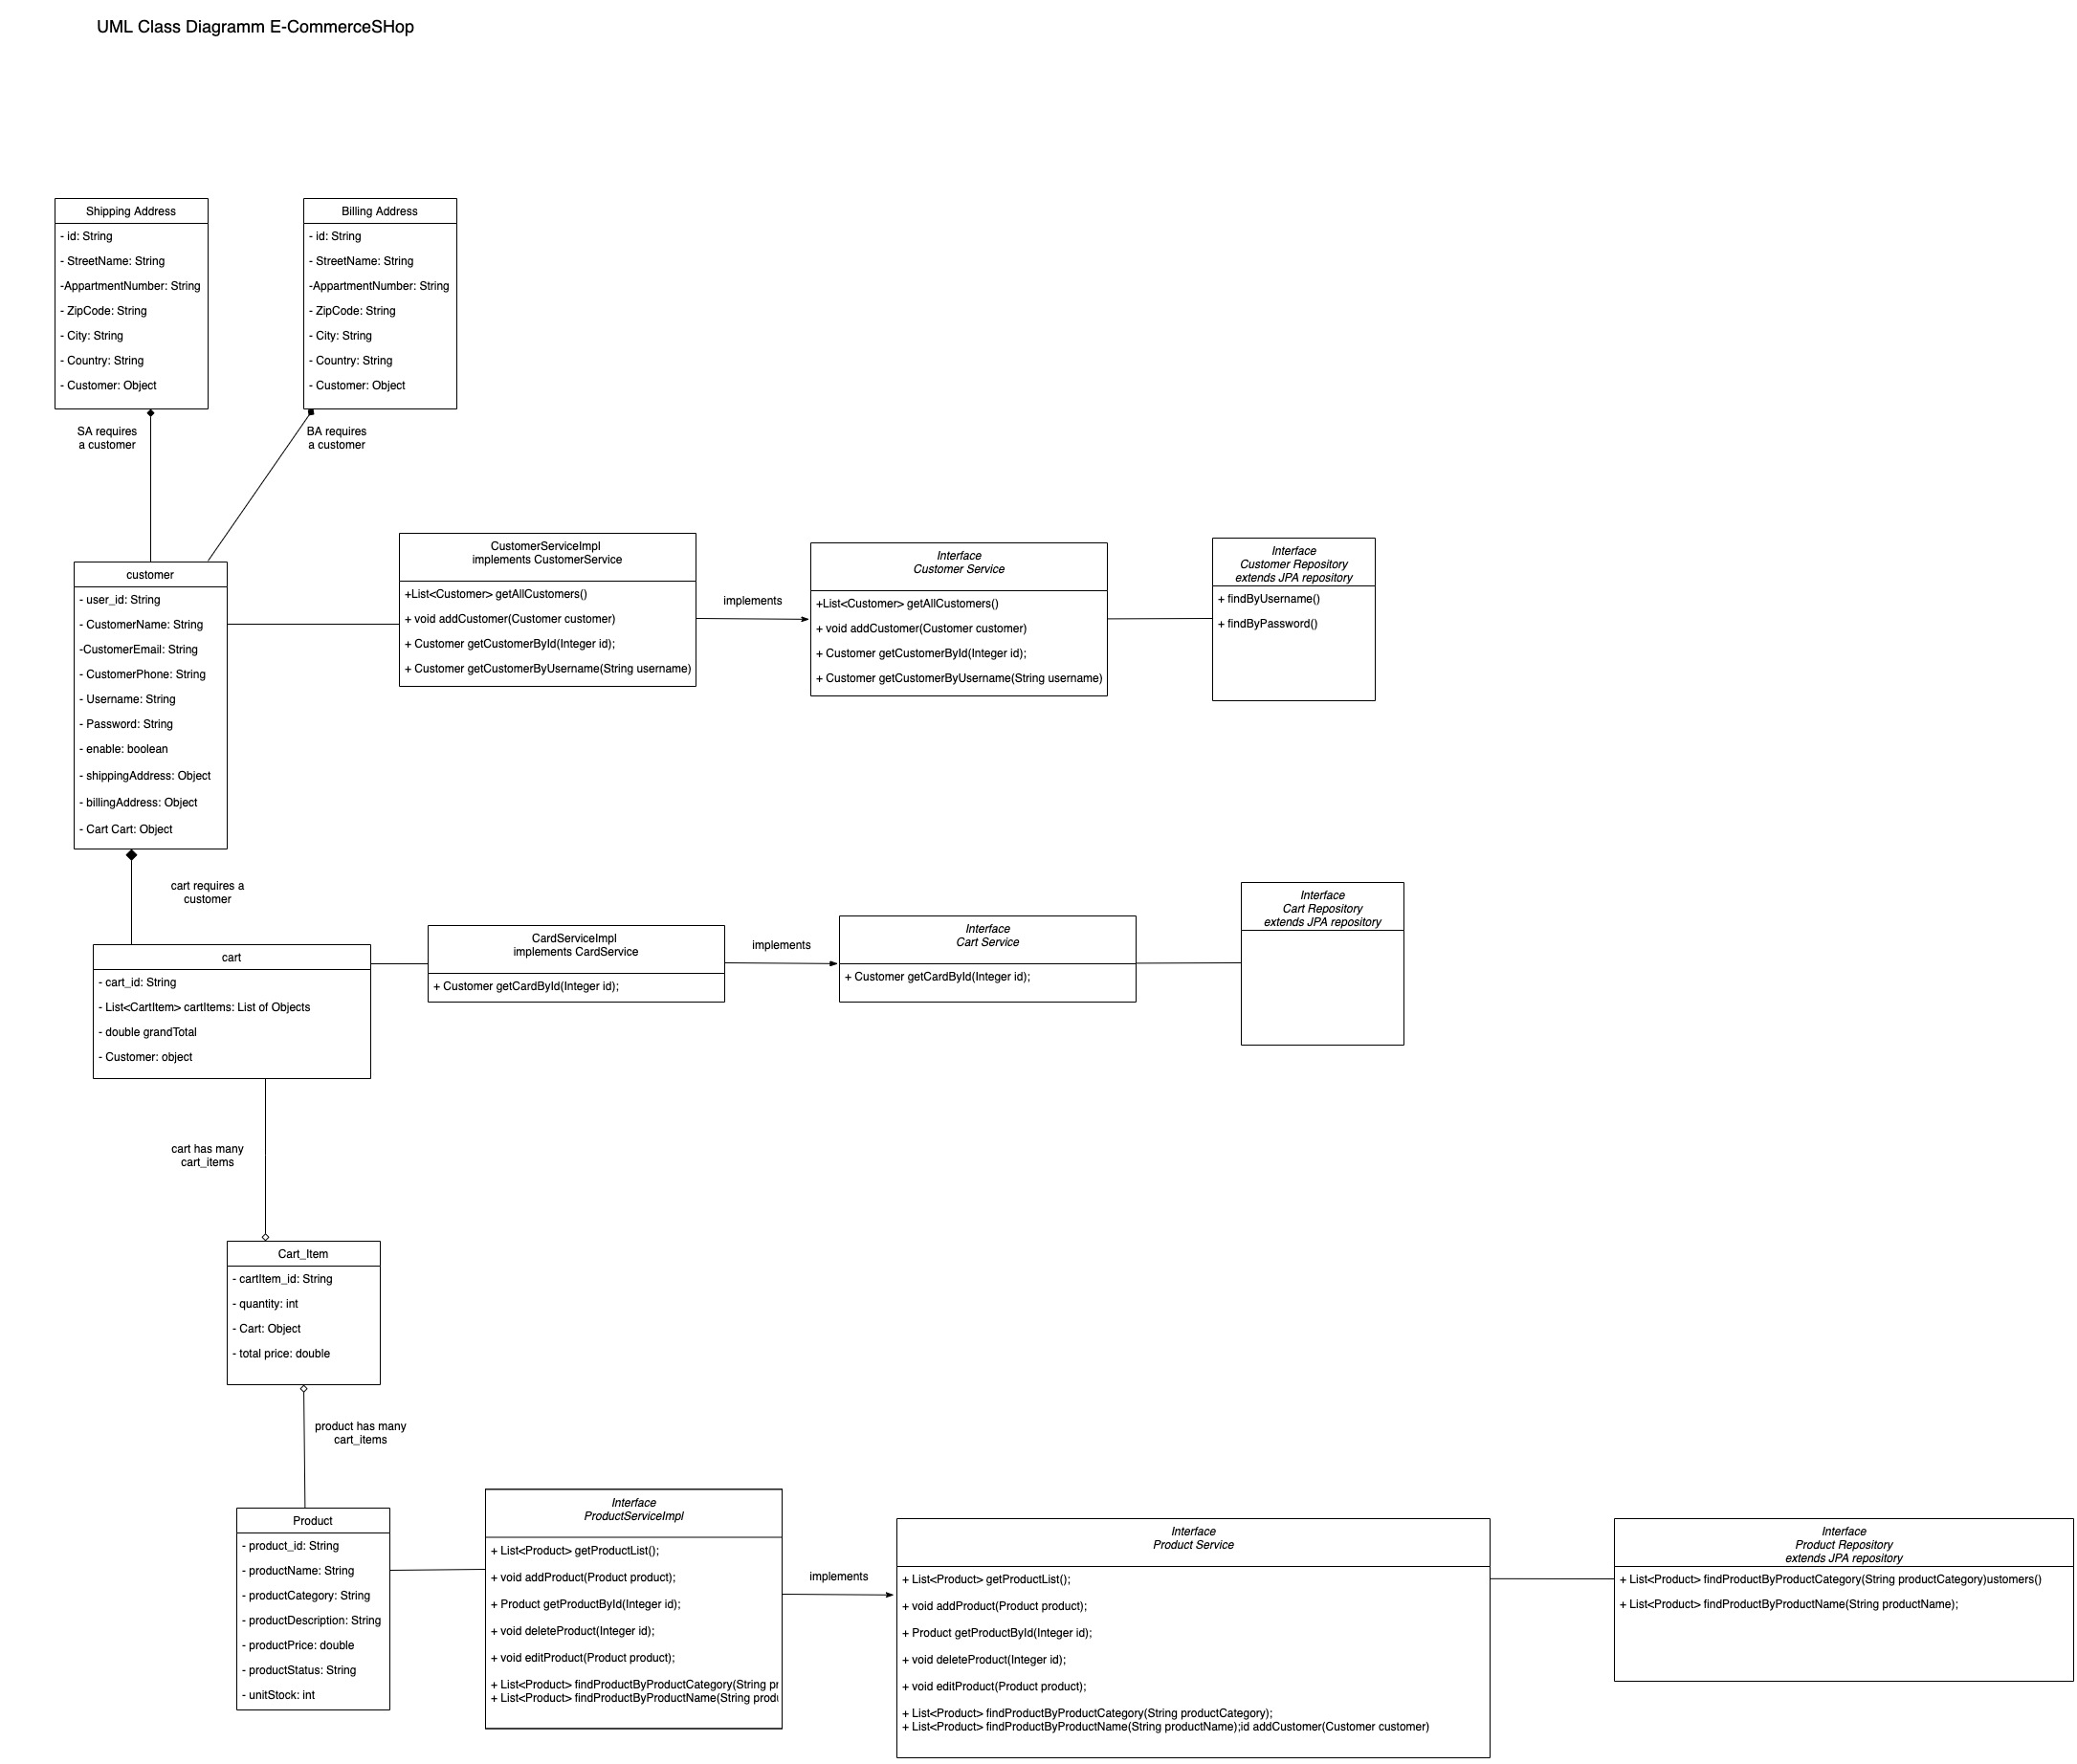 UML Class Diagramm E-CommerceSHop
Shipping Address
- id: String
- StreetName: String
-AppartmentNumber: String
- ZipCode: String
- City: String
- Country: String
- Customer: Object
Billing Address
- id: String
- StreetName: String
-AppartmentNumber: String
- ZipCode: String
- City: String
- Country: String
- Customer: Object
SA requires
a customer
BA requires
a customer
customer
- user_id: String
- CustomerName: String
-CustomerEmail: String
- CustomerPhone: String
- Username: String
- Password: String
- enable: boolean
- shippingAddress: Object
- billingAddress: Object
- Cart Cart: Object
CustomerServiceImpl
implements CustomerService
+List<Customer> getAllCustomers()
+ void addCustomer(Customer customer)
+ Customer getCustomerById(Integer id);
+ Customer getCustomerByUsername(String username)
implements
Interface
Customer Service
+List<Customer> getAllCustomers()
+ void addCustomer(Customer customer)
+ Customer getCustomerById(Integer id);
+ Customer getCustomerByUsername(String username)
Interface
Customer Repository
extends JPA repository
+ findByUsername()
+ findByPassword()
cart requires a
customer
cart
- cart_id: String
- List<CartItem> cartItems: List of Objects
- double grandTotal
- Customer: object
CardServiceImpl
implements CardService
+ Customer getCardById(Integer id);
implements
Interface
Cart Service
+ Customer getCardById(Integer id);
Interface
Cart Repository
extends JPA repository
cart has many
cart_items
Cart_Item
- cartItem_id: String
- quantity: int
- Cart: Object
- total price: double
product has many
cart_items
Product
- product_id: String
- productName: String
- productCategory: String
- productDescription: String
- productPrice: double
- productStatus: String
- unitStock: int
Interface
ProductServiceImpl
+ List<Product> getProductList();
+ void addProduct(Product product);
+ Product getProductById(Integer id);
+ void deleteProduct(Integer id);
+ void editProduct(Product product);
+ List<Product> findProductByProductCategory(String pr
+ List<Product> findProductByProductName(String produ
implements
Interface
Product Service
+ List<Product> getProductList();
+ void addProduct(Product product);
+ Product getProductById(Integer id);
+ void deleteProduct(Integer id);
+ void editProduct(Product product);
+ List<Product> findProductByProductCategory(String productCategory);
+ List<Product> findProductByProductName(String productName);id addCustomer(Customer customer)
Interface
Product Repository
extends JPA repository
+ List<Product> findProductByProductCategory(String productCategory)ustomers()
+ List<Product> findProductByProductName(String productName);